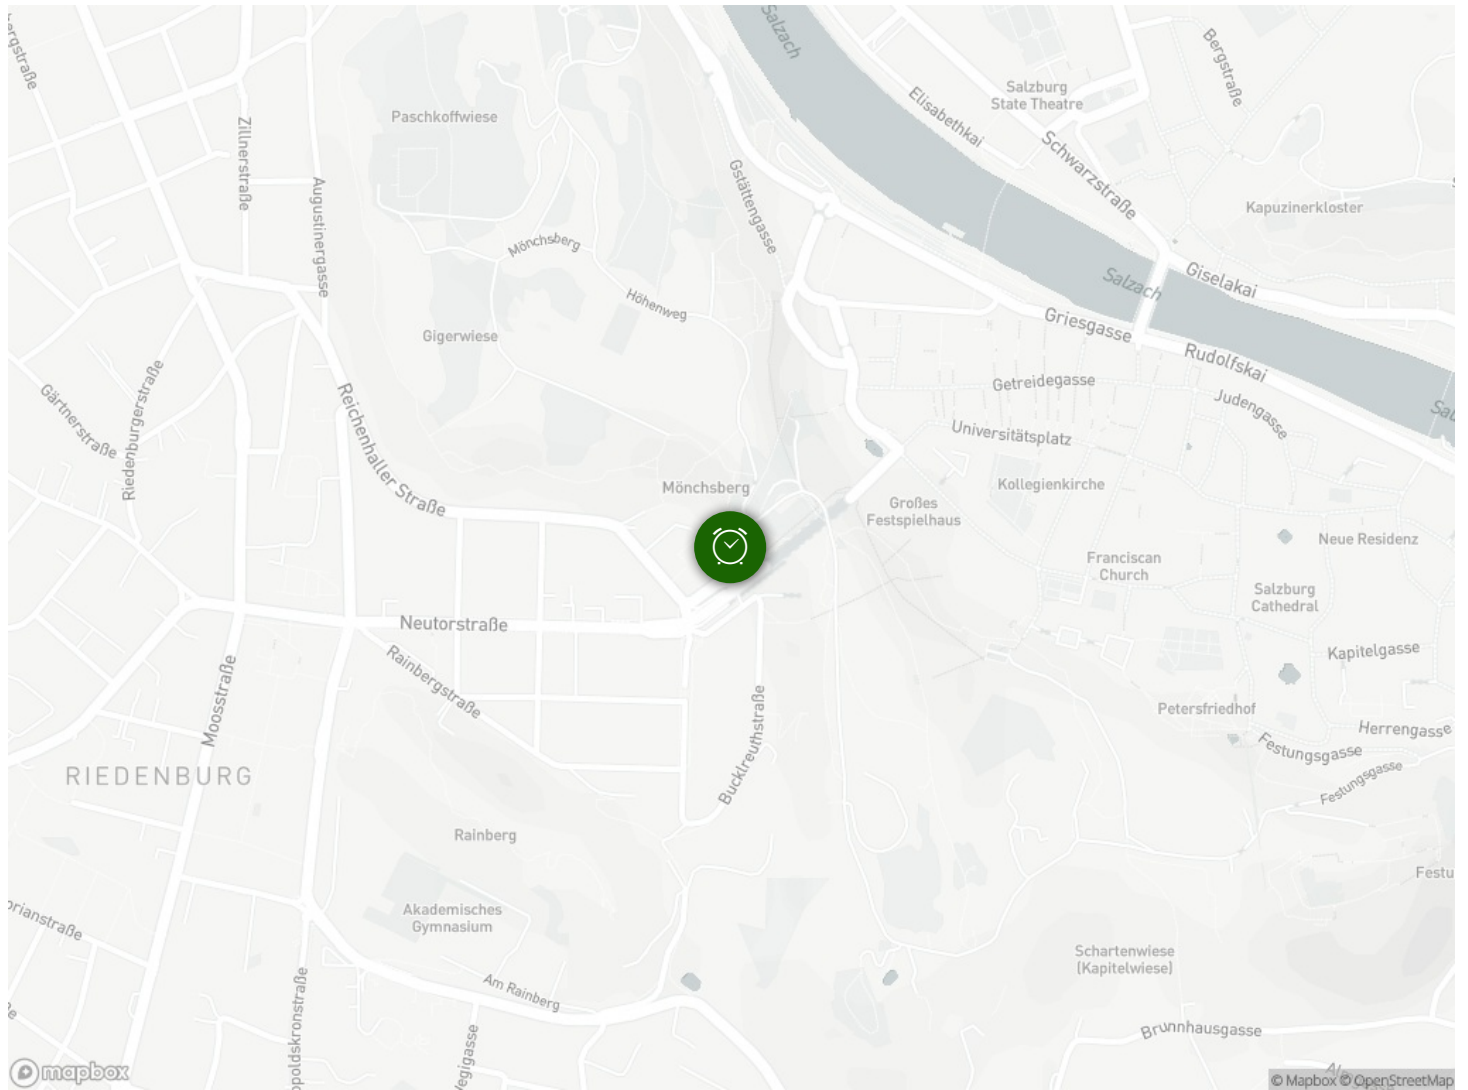 Salzach
Salzburg
State Theatre
Bergstraße
Elisabethkai
Schwarzstraße
Paschkoffwiese
Zillnerstraße
Augustinergasse
Gstättengasse
Kapuzinerkloster
Mönchsberg
Höhenweg
Salzach
Giselakai
Griesgasse
Rudolfskai
Gigerwiese
Gärtnerstraße
Riedenburgerstraße
Reichenhaller Straße
Getreidegasse
Judengasse
Universitätsplatz
Mönchsberg
Kollegienkirche
Großes
Festspielhaus
Neue Residenz
Franciscan
Church
Salzburg
Cathedral
Neutorstraße
Kapitelgasse
Rainbergstraße
Moosstraße
Bucklreuthstraße
Petersfriedhof
Herrengasse
Festungsgasse
Festungsgasse
RIEDENBURG
Rainberg
Festu
Akademisches
Gymnasium
orianstraße
Schartenwiese
(Kapitelwiese)
Am Rainberg
opoldskronstraße
Brunnhausgasse
mapbox
© Mapbox © OpenStreetMap